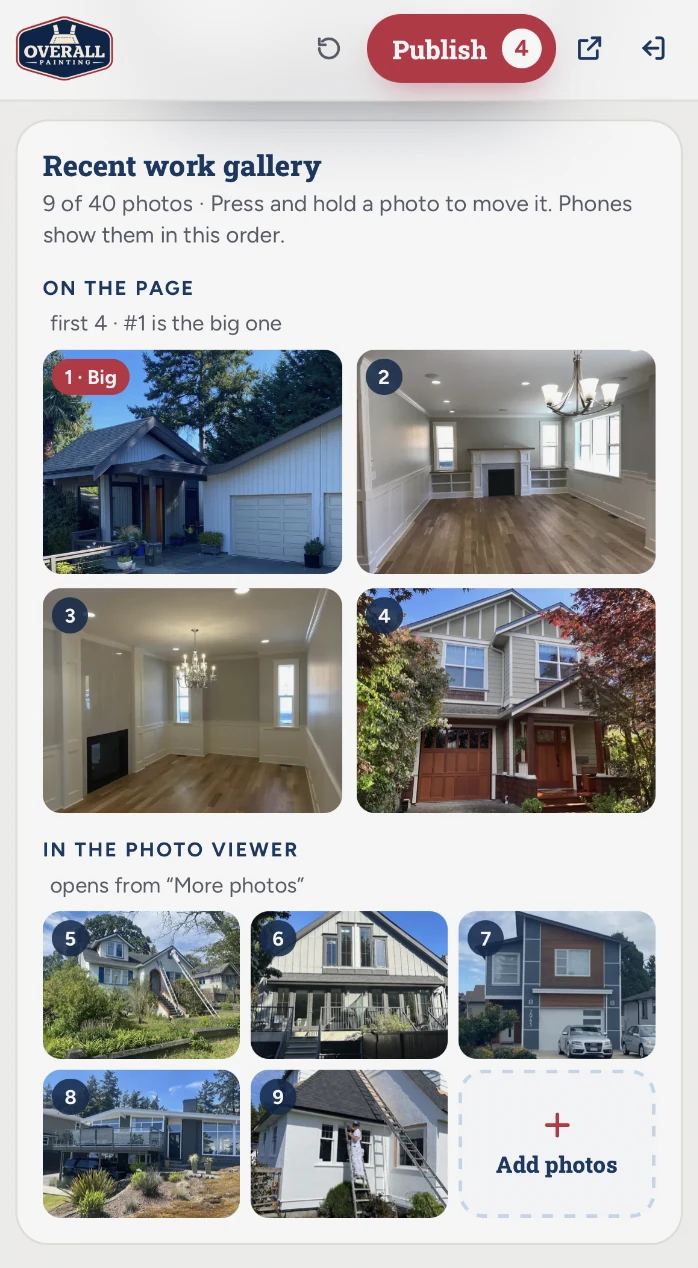 OVERALL
PAINTING
Publish 4
Recent work gallery
9 of 40 photos · Press and hold a photo to move it. Phones
show them in this order.
ON THE PAGE
first 4 · #1 is the big one
1 · Big
2
3
4
IN THE PHOTO VIEWER
opens from “More photos”
5
6
7
8
9
Add photos